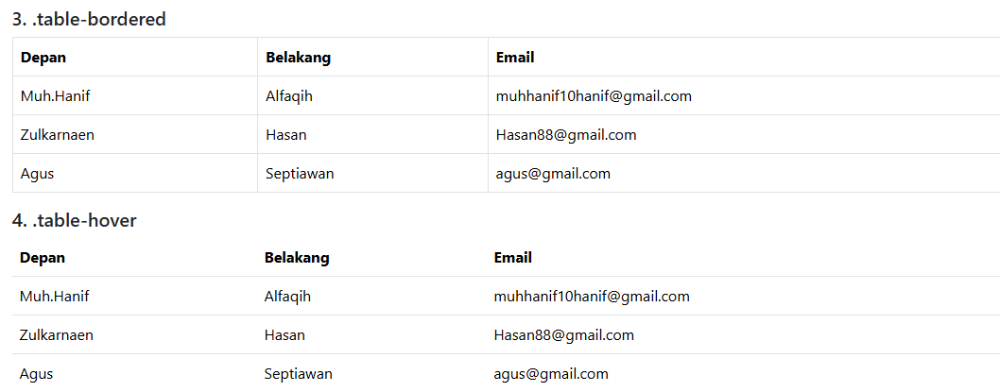 3. .table-bordered
Depan Belakang Email
Muh.Hanif Alfaqih muhhanif10hanif@gmail.com
Zulkarnaen Hasan Hasan88@gmail.com
Agus Septiawan agus@gmail.com
4. .table-hover
Depan Belakang Email
Muh.Hanif Alfaqih muhhanif10hanif@gmail.com
Zulkarnaen Hasan Hasan88@gmail.com
Agus Septiawan agus@gmail.com